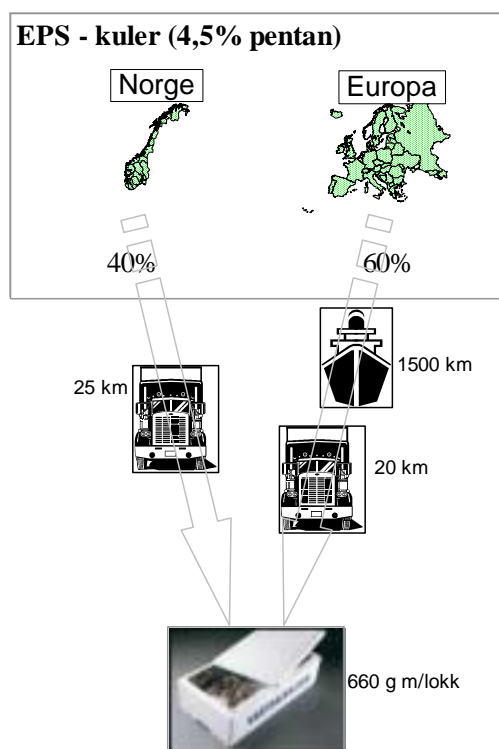 EPS - kuler (4,5% pentan)
Norge
Europa
40%
60%
1500 km
25 km
20 km
660 g m/lokk